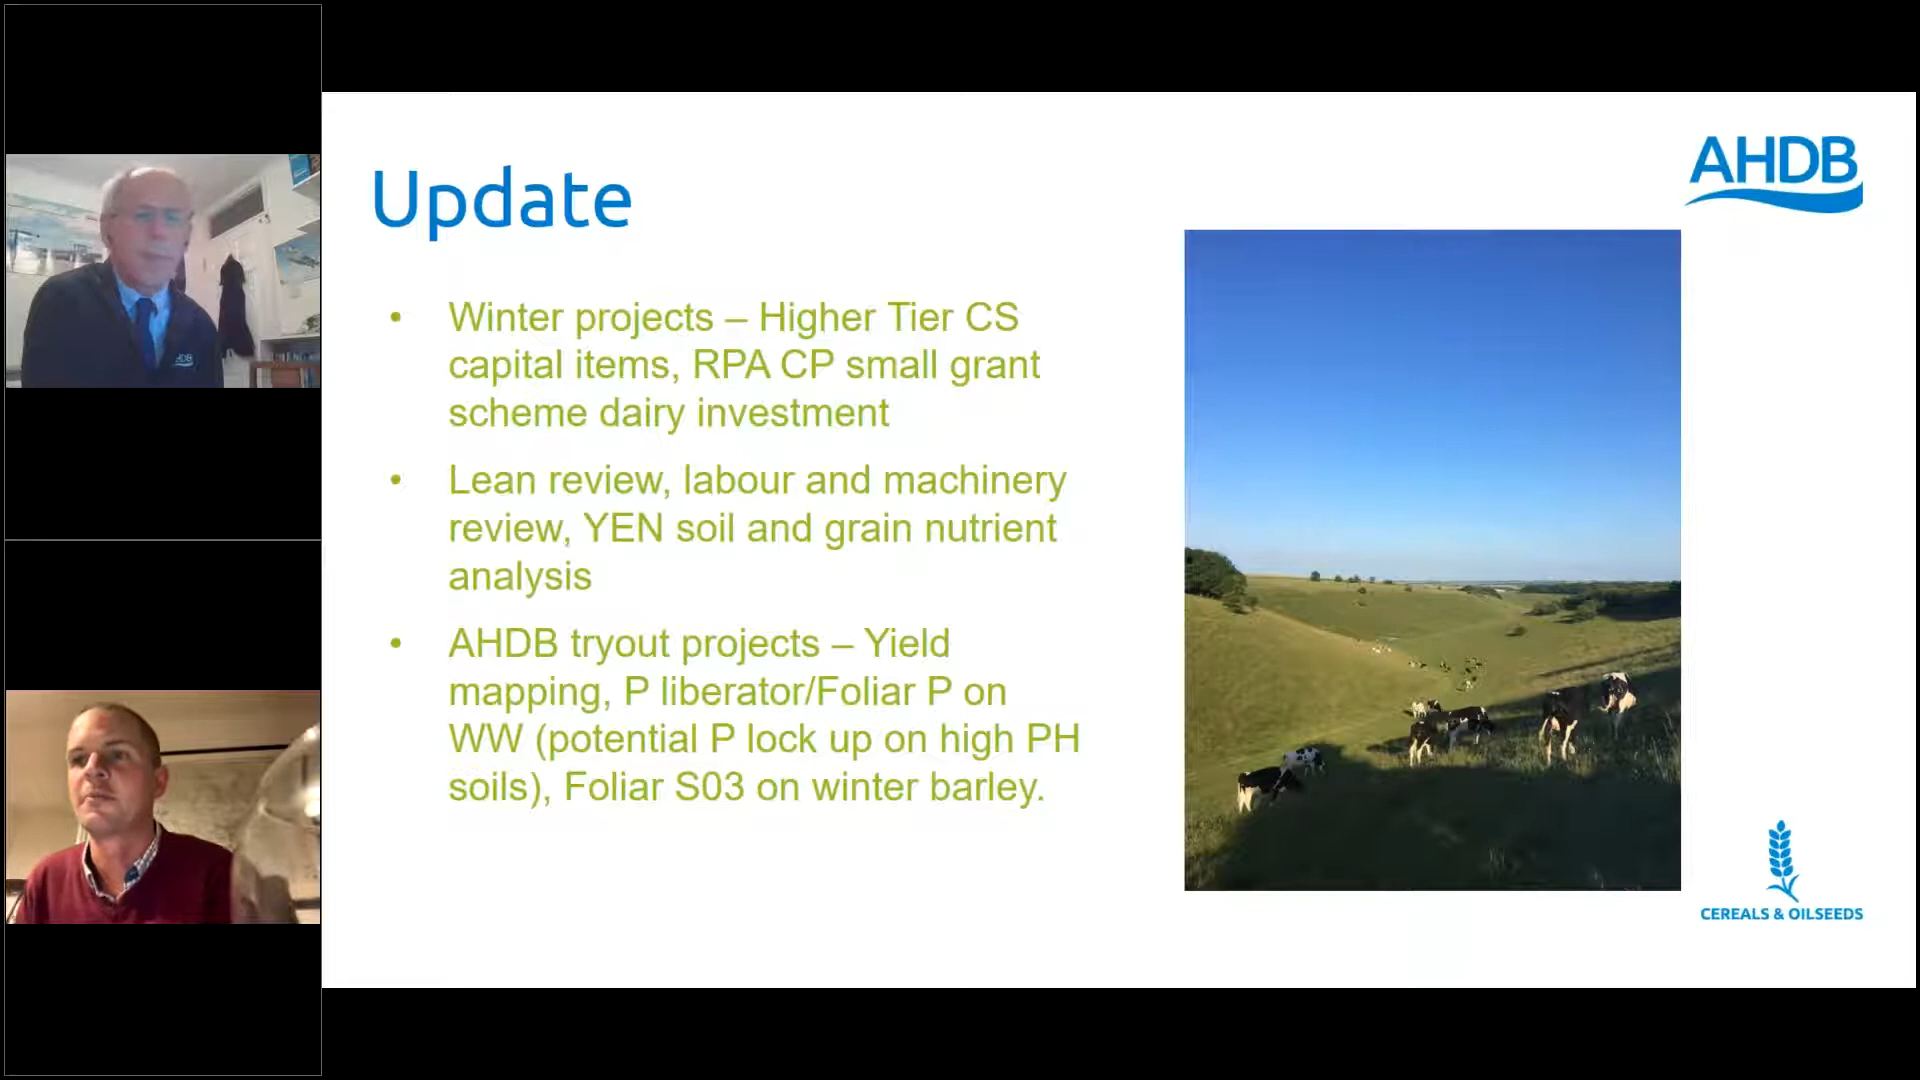 Update
AHDB
• Winter projects – Higher Tier CS
capital items, RPA CP small grant
scheme dairy investment
• Lean review, labour and machinery
review, YEN soil and grain nutrient
analysis
• AHDB tryout projects – Yield
mapping, P liberator/Foliar P on
WW (potential P lock up on high PH
soils), Foliar S03 on winter barley.
CEREALS & OILSEEDS
AHDB